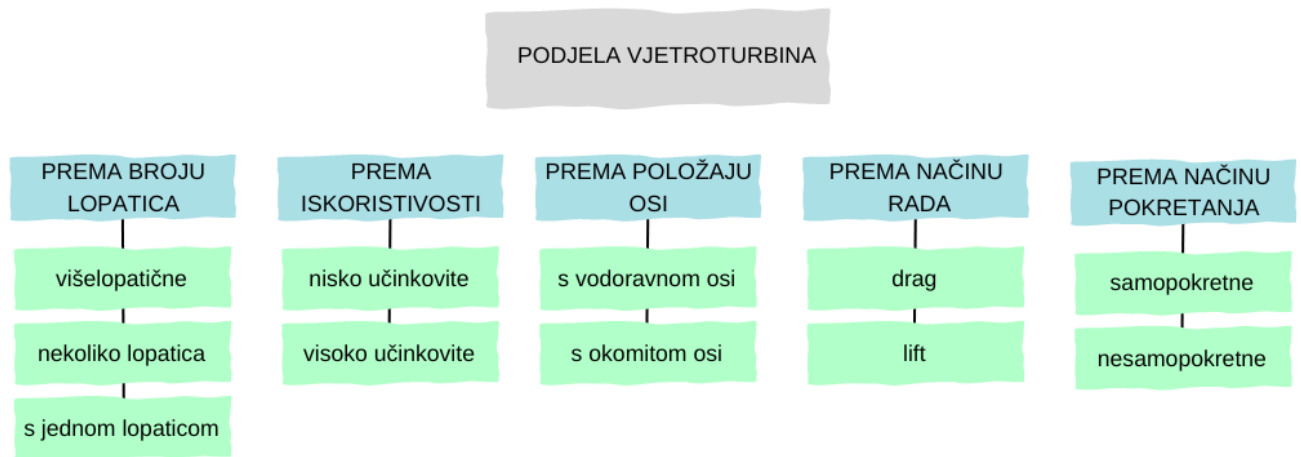 PODJELA VJETROTURBINA
PREMA BROJU
LOPATICA
višelopatične
nekoliko lopatica
s jednom lopaticom
PREMA
ISKORISTIVOSTI
nisko učinkovite
visoko učinkovite
PREMA POLOŽAJU
OSI
s vodoravnom osi
s okomitom osi
PREMA NAČINU
RADA
drag
lift
PREMA NAČINU
POKRETANJA
samopokretne
nesamopokretne